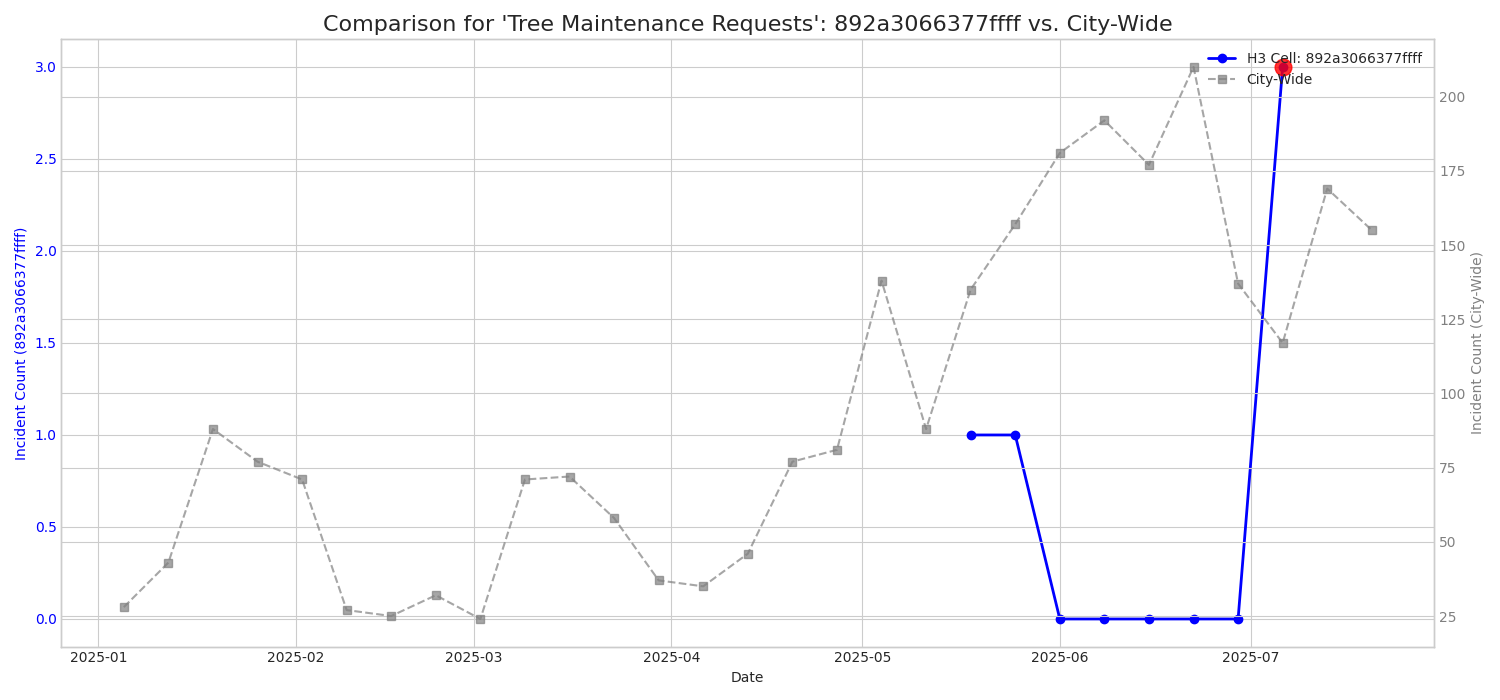 Comparison for 'Tree Maintenance Requests': 892a3066377ffff vs. City-Wide
H3 Cell: 892a3066377ffff
City-Wide
Incident Count (892a3066377ffff)
3.0
2.5
2.0
1.5
1.0
0.5
0.0
200
175
150
125
100
75
50
25
Incident Count (City-Wide)
2025-01 2025-02 2025-03 2025-04 2025-05 2025-06 2025-07
Date